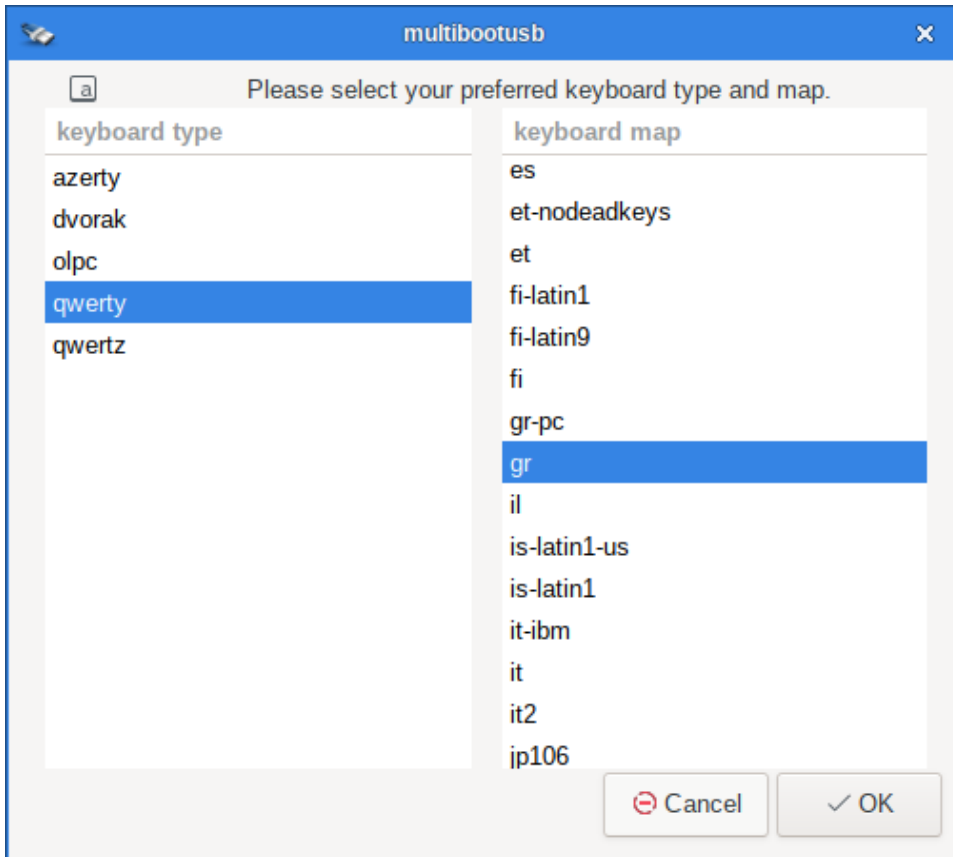 multibootusb
a
Please select your preferred keyboard type and map.
keyboard type
azerty
dvorak
olpc
qwerty
qwertz
keyboard map
es
et-nodeadkeys
et
fi-latin1
fi-latin9
fi
gr-pc
gr
il
is-latin1-us
is-latin1
it-ibm
it
it2
jp106
Cancel
OK